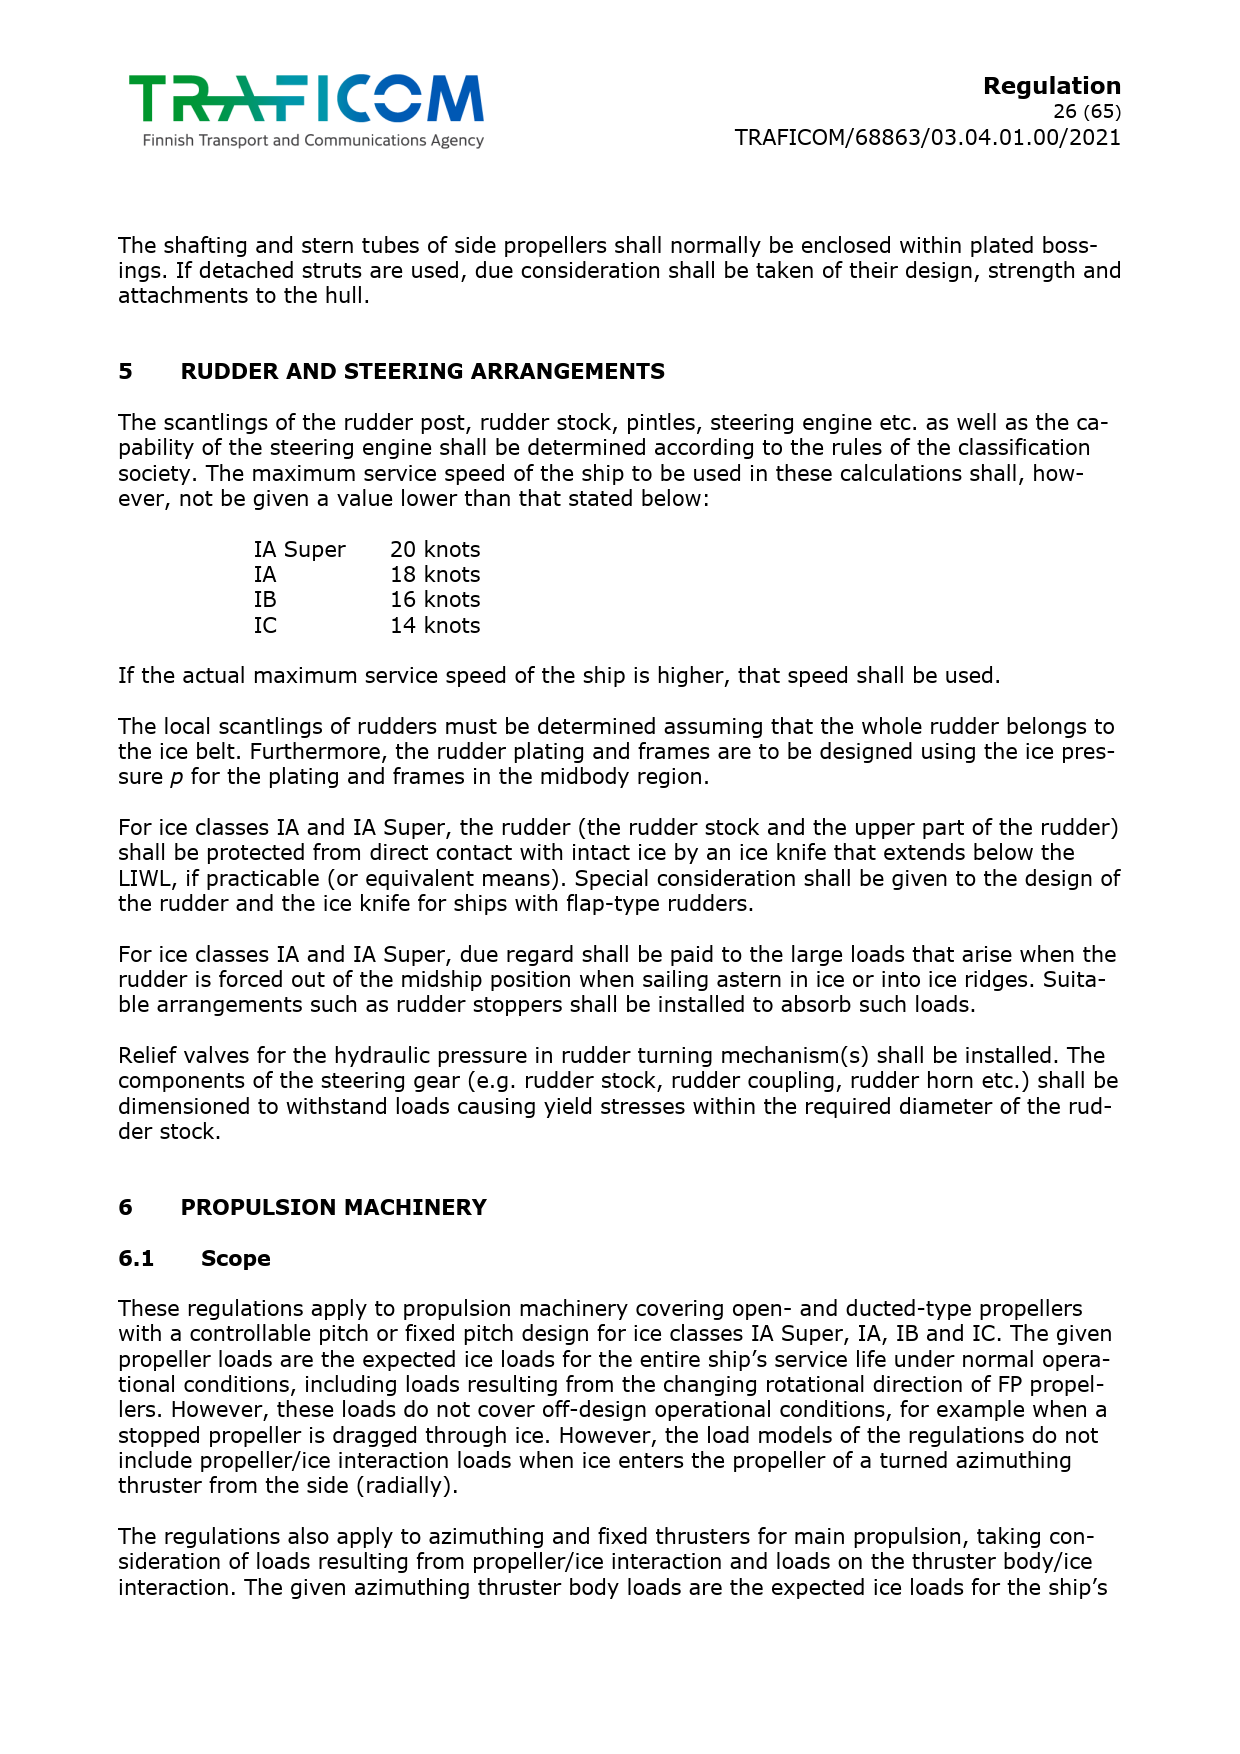 TRAFICOM
Finnish Transport and Communications Agency
Regulation
26 (65)
TRAFICOM/68863/03.04.01.00/2021
The shafting and stern tubes of side propellers shall normally be enclosed within plated boss-
ings. If detached struts are used, due consideration shall be taken of their design, strength and
attachments to the hull.
5 RUDDER AND STEERING ARRANGEMENTS
The scantlings of the rudder post, rudder stock, pintles, steering engine etc. as well as the ca-
pability of the steering engine shall be determined according to the rules of the classification
society. The maximum service speed of the ship to be used in these calculations shall, how-
ever, not be given a value lower than that stated below:
IA Super 20 knots
IA 18 knots
IB 16 knots
IC 14 knots
If the actual maximum service speed of the ship is higher, that speed shall be used.
The local scantlings of rudders must be determined assuming that the whole rudder belongs to
the ice belt. Furthermore, the rudder plating and frames are to be designed using the ice pres-
sure p for the plating and frames in the midbody region.
For ice classes IA and IA Super, the rudder (the rudder stock and the upper part of the rudder)
shall be protected from direct contact with intact ice by an ice knife that extends below the
LIWL, if practicable (or equivalent means). Special consideration shall be given to the design of
the rudder and the ice knife for ships with flap-type rudders.
For ice classes IA and IA Super, due regard shall be paid to the large loads that arise when the
rudder is forced out of the midship position when sailing astern in ice or into ice ridges. Suita-
ble arrangements such as rudder stoppers shall be installed to absorb such loads.
Relief valves for the hydraulic pressure in rudder turning mechanism(s) shall be installed. The
components of the steering gear (e.g. rudder stock, rudder coupling, rudder horn etc.) shall be
dimensioned to withstand loads causing yield stresses within the required diameter of the rud-
der stock.
6 PROPULSION MACHINERY
6.1 Scope
These regulations apply to propulsion machinery covering open- and ducted-type propellers
with a controllable pitch or fixed pitch design for ice classes IA Super, IA, IB and IC. The given
propeller loads are the expected ice loads for the entire ship’s service life under normal opera-
tional conditions, including loads resulting from the changing rotational direction of FP propel-
lers. However, these loads do not cover off-design operational conditions, for example when a
stopped propeller is dragged through ice. However, the load models of the regulations do not
include propeller/ice interaction loads when ice enters the propeller of a turned azimuthing
thruster from the side (radially).
The regulations also apply to azimuthing and fixed thrusters for main propulsion, taking con-
sideration of loads resulting from propeller/ice interaction and loads on the thruster body/ice
interaction. The given azimuthing thruster body loads are the expected ice loads for the ship’s